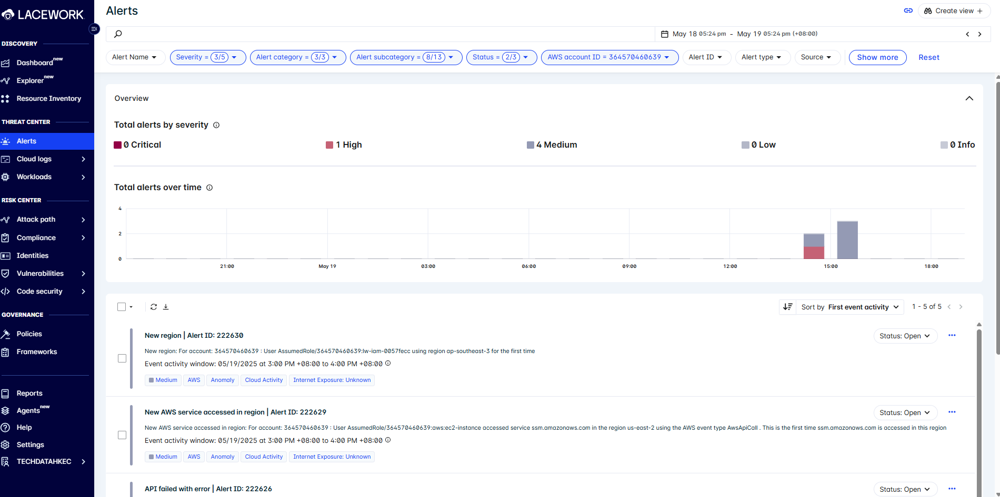 LACEWORK
DISCOVERY
Dashboard new
Explorer new
Resource Inventory
THREAT CENTER
Alerts
Cloud logs
Workloads
RISK CENTER
Attack path
Compliance
Identities
Vulnerabilities
Code security
GOVERNANCE
Policies
Frameworks
Reports
Agents new
Help
Settings
TECHDATAHKEC
Alerts
Create view +
May 18 05:24 pm - May 19 05:24 pm (+08:00)
Alert Name
Severity = 3/5
Alert category = 3/3
Alert subcategory = 8/13
Status = 2/3
AWS account ID = 364570460639
Alert ID
Alert type
Source
Show more
Reset
Overview
Total alerts by severity
0 Critical
1 High
4 Medium
0 Low
0 Info
Total alerts over time
4
2
0
21:00
May 19
03:00
06:00
09:00
12:00
15:00
18:00
Sort by First event activity
1 - 5 of 5
New region | Alert ID: 222630
Status: Open
New region: For account: 364570460639 : User AssumedRole/364570460639:lw-iam-0057fecc using region ap-southeast-3 for the first time
Event activity window: 05/19/2025 at 3:00 PM +08:00 to 4:00 PM +08:00
Medium AWS Anomaly Cloud Activity Internet Exposure: Unknown
New AWS service accessed in region | Alert ID: 222629
Status: Open
New AWS service accessed in region: For account: 364570460639 : User AssumedRole/364570460639:aws:ec2-instance accessed service ssm.amazonaws.com in the region us-east-2 using the AWS event type AwsApiCall . This is the first time ssm.amazonaws.com is accessed in this region
Event activity window: 05/19/2025 at 3:00 PM +08:00 to 4:00 PM +08:00
Medium AWS Anomaly Cloud Activity Internet Exposure: Unknown
API failed with error | Alert ID: 222626
Status: Open